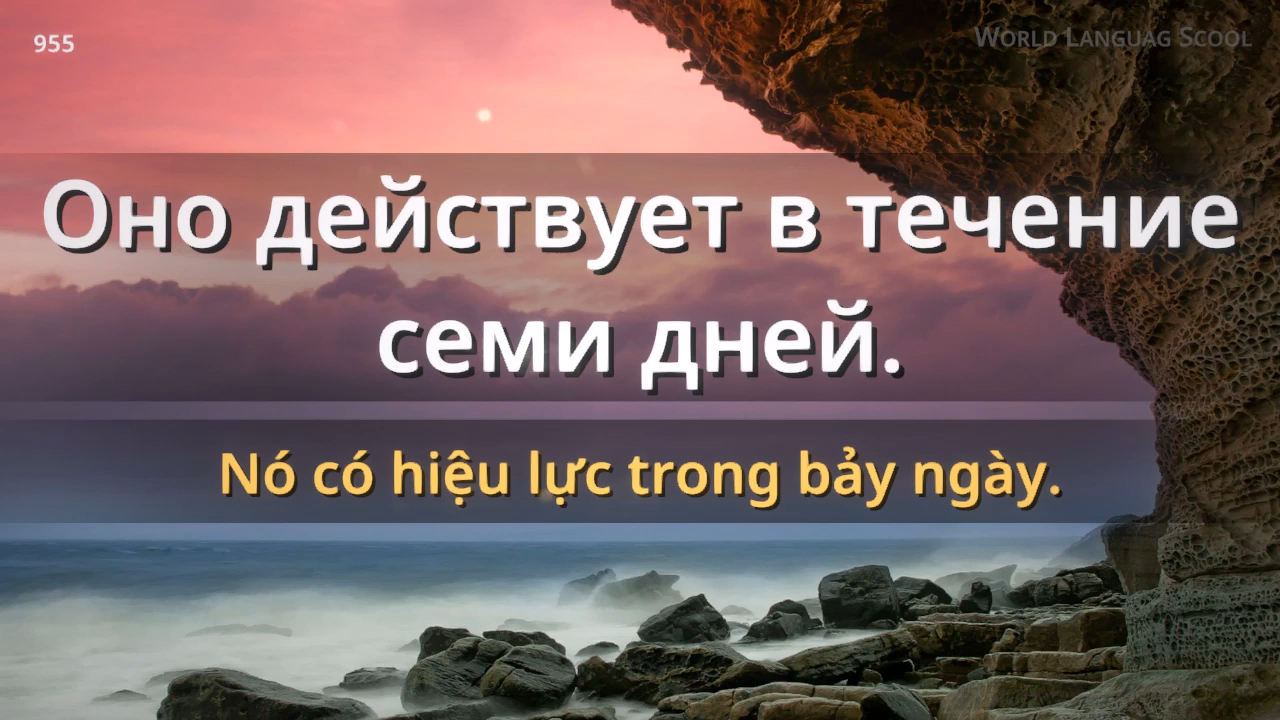 955
World Languag Scool
Оно действует в течение
семи дней.
Nó có hiệu lực trong bảy ngày.